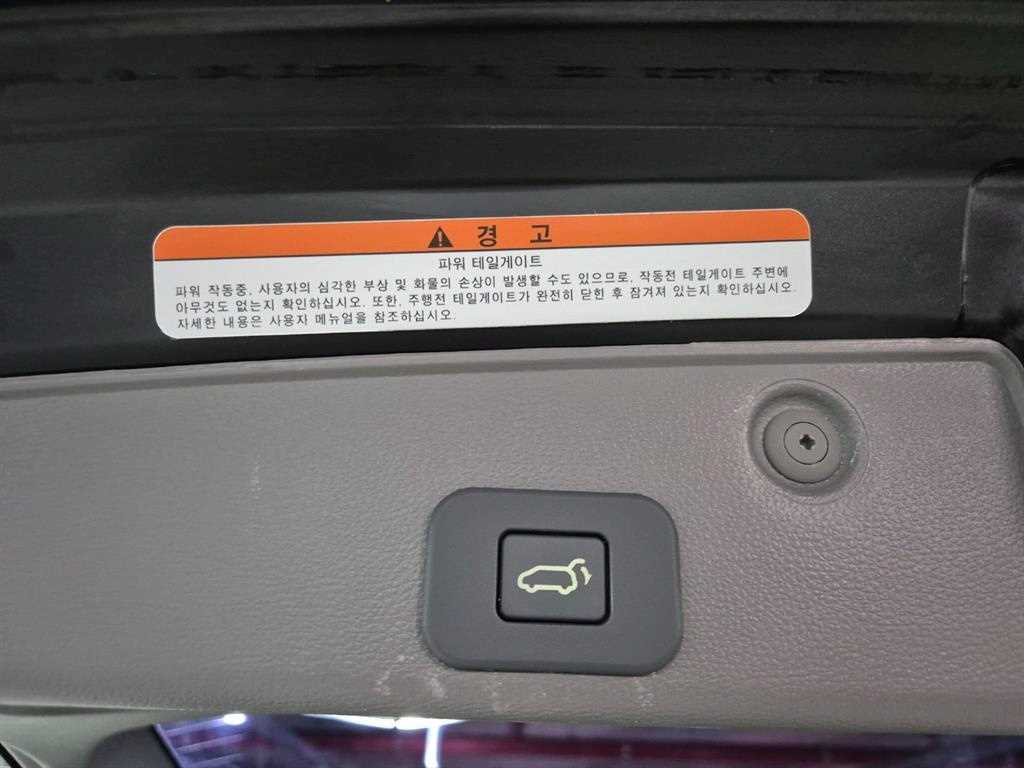 경 고
파워 테일게이트
파워 작동중, 사용자의 심각한 부상 및 화물의 손상이 발생할 수도 있으므로, 작동전 테일게이트 주변에
아무것도 없는지 확인하십시오. 또한, 주행전 테일게이트가 완전히 닫힌 후 잠겨져 있는지 확인하십시오.
자세한 내용은 사용자 메뉴얼을 참조하십시오.